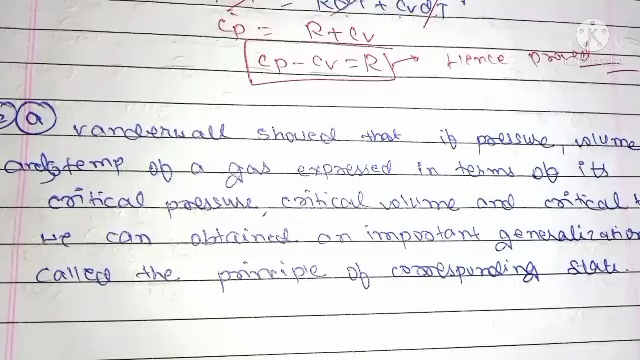 = RdT + CvdT
Cp = R + Cv
Cp - Cv = R → Hence proved
(a) Vanderwall showed that if pressure, volume
and temp of a gas expressed in terms of its
critical pressure, critical volume and critical
we can obtained an important generalization
called the principle of corresponding state.